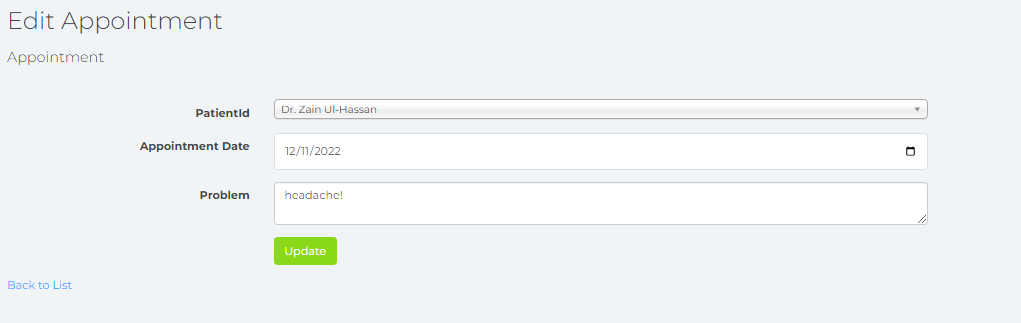 Edit Appointment
Appointment
PatientId
Dr. Zain Ul-Hassan
Appointment Date
12/11/2022
Problem
headache!
Update
Back to List